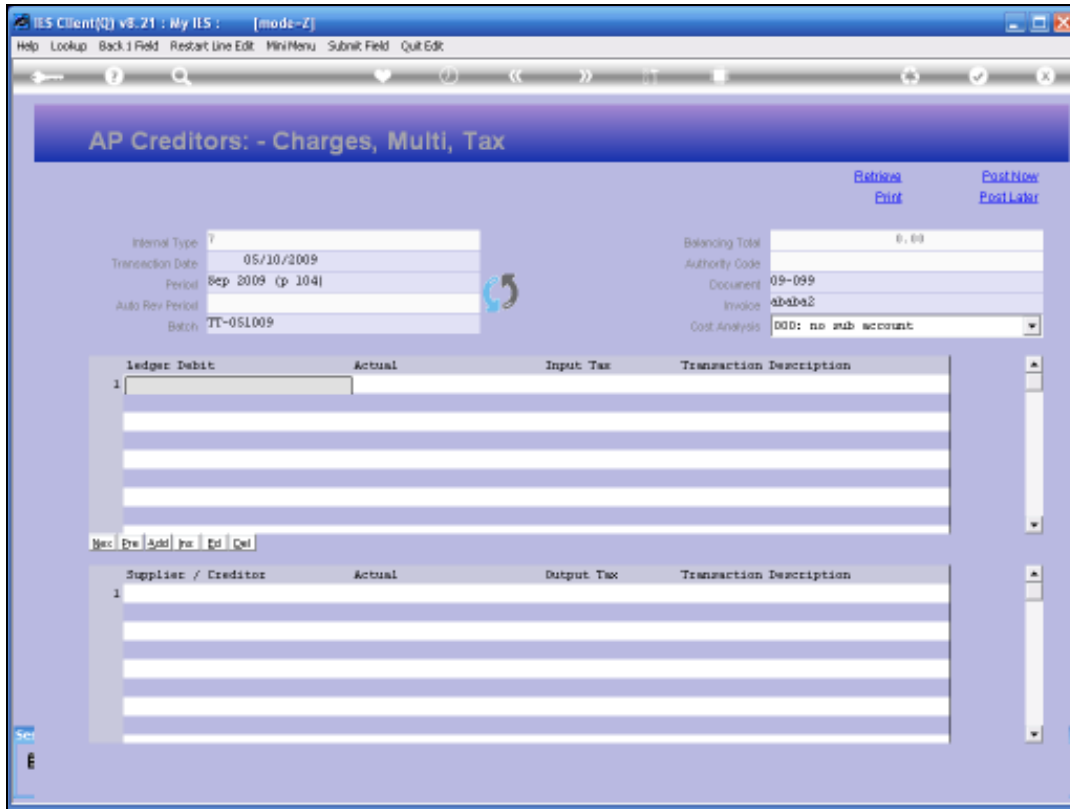 IES Client(Q) v8.21 : My IES : [mode-Z]
Help Lookup Back 1 Field Restart Line Edit MiniMenu Submit Field Quit Edit
AP Creditors: - Charges, Multi, Tax
Retrieve Post Now
Print Post Later
Internal Type 7
Balancing Total 0.00
Transaction Date 05/10/2009
Authority Code
Period Sep 2009 (p 104)
Document 09-099
Auto Rev Period
Invoice ababa2
Batch TT-051009
Cost Analysis 000: no sub account
Ledger Debit Actual Input Tax Transaction Description
1
Nex Pre Add Ins Ed Del
Supplier / Creditor Actual Output Tax Transaction Description
1
Se